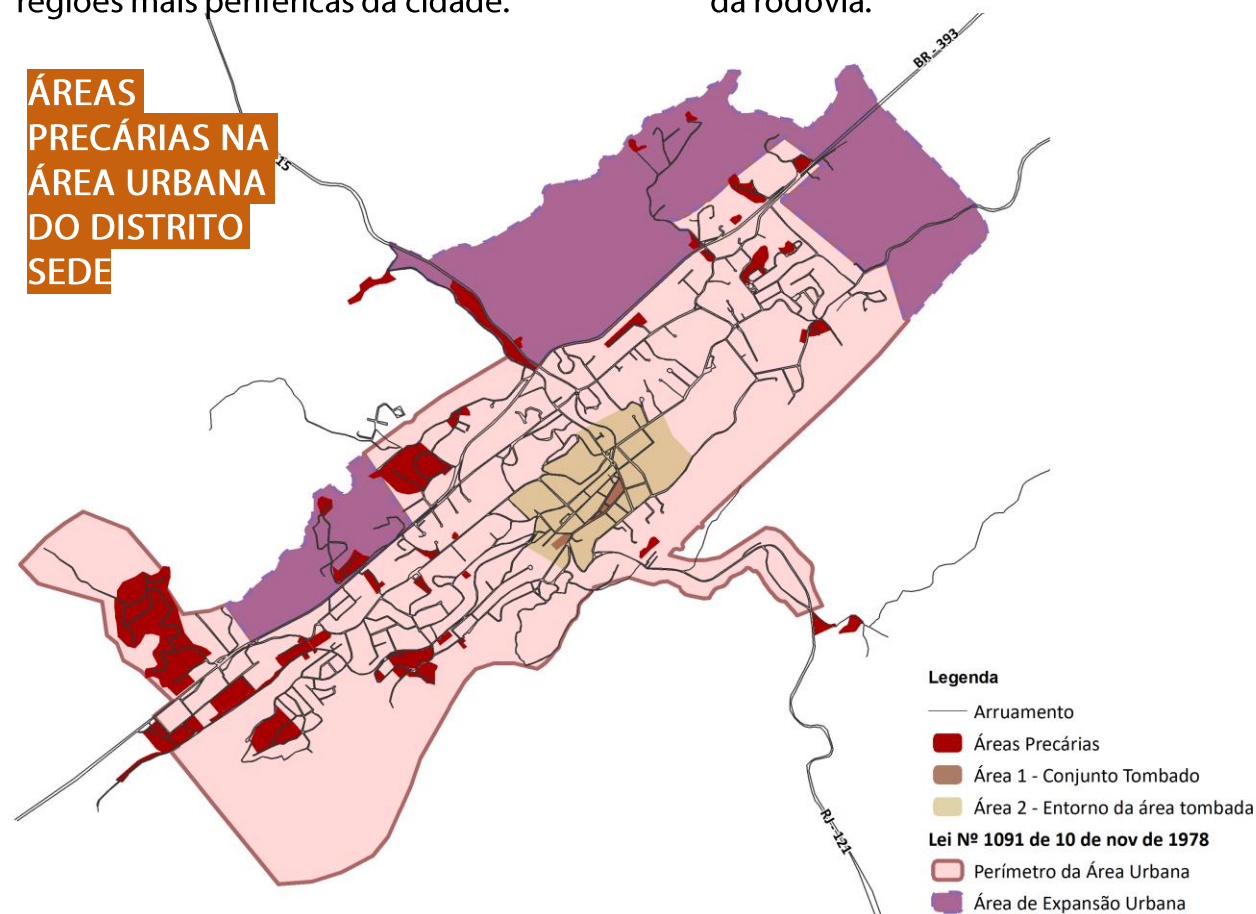 regiões mais periféricas da cidade.
da rodovia.
BR - 393
ÁREAS
PRECÁRIAS NA
ÁREA URBANA
DO DISTRITO
SEDE
15
RJ - 121
Legenda
Arruamento
Áreas Precárias
Área 1 - Conjunto Tombado
Área 2 - Entorno da área tombada
Lei Nº 1091 de 10 de nov de 1978
Perímetro da Área Urbana
Área de Expansão Urbana